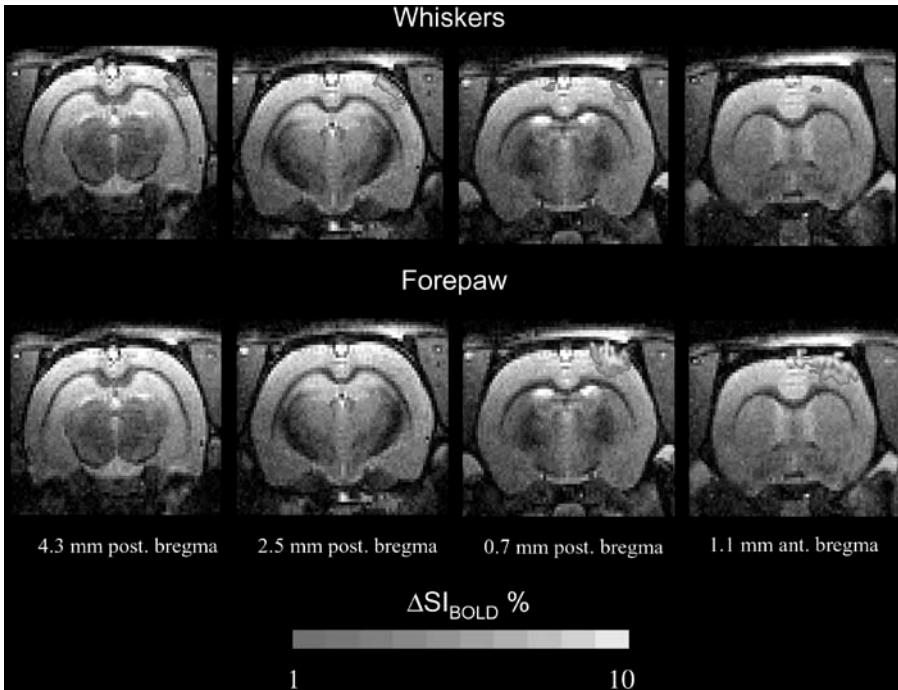 Whiskers
Forepaw
4.3 mm post. bregma 2.5 mm post. bregma 0.7 mm post. bregma 1.1 mm ant. bregma
ΔSI_BOLD %
1 10